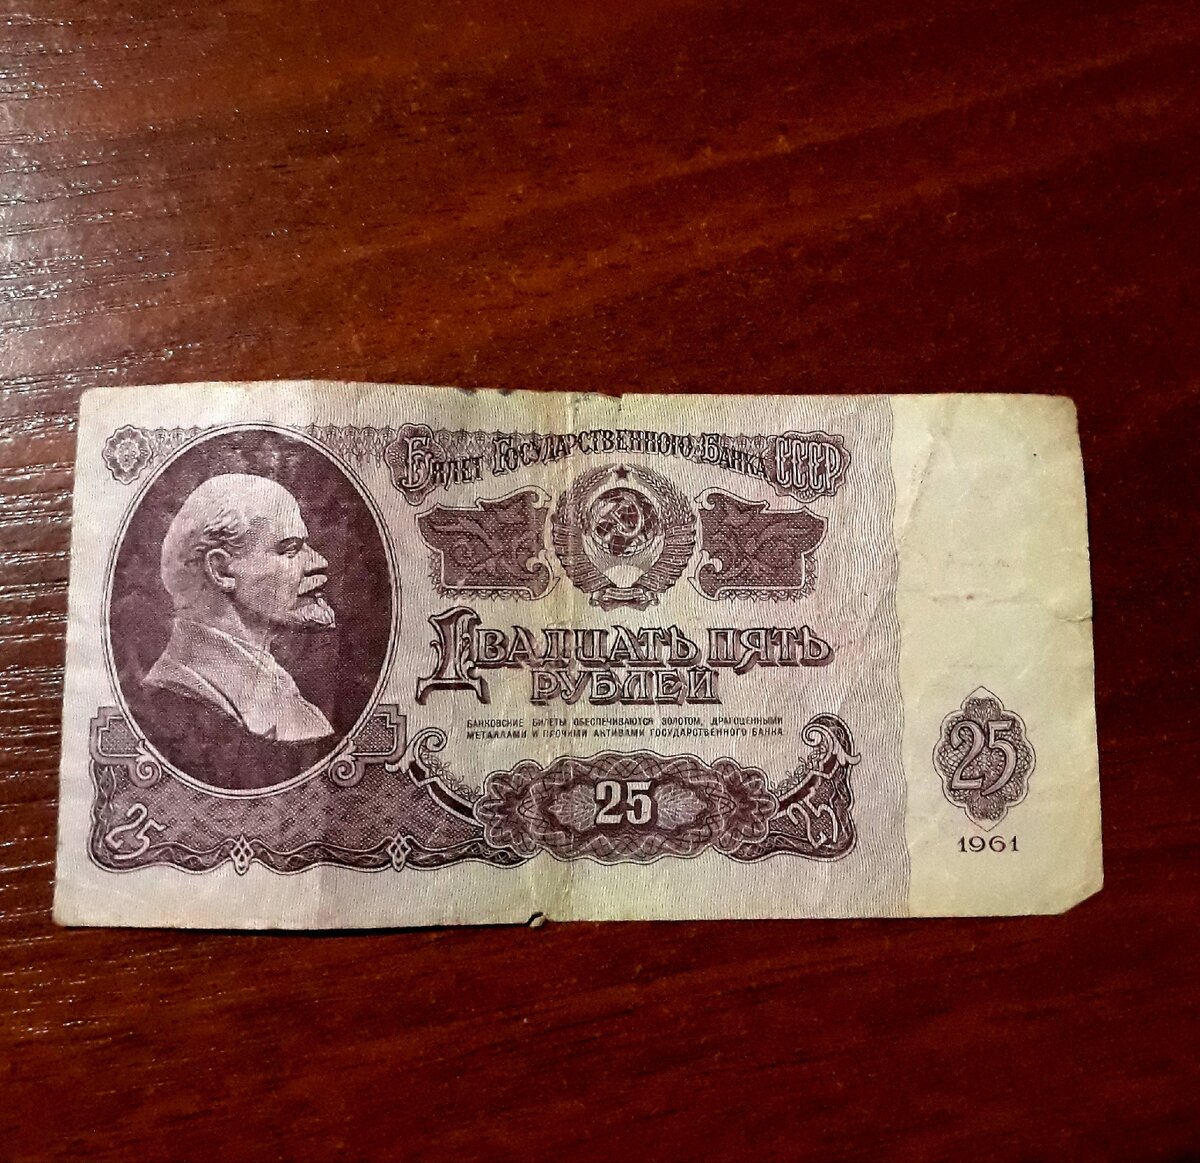 Билет Государственного Банка СССР
Двадцать пять
рублей
Банковские билеты обеспечиваются золотом, драгоценными
металлами и прочими активами Государственного Банка
25
25
25
25
1961